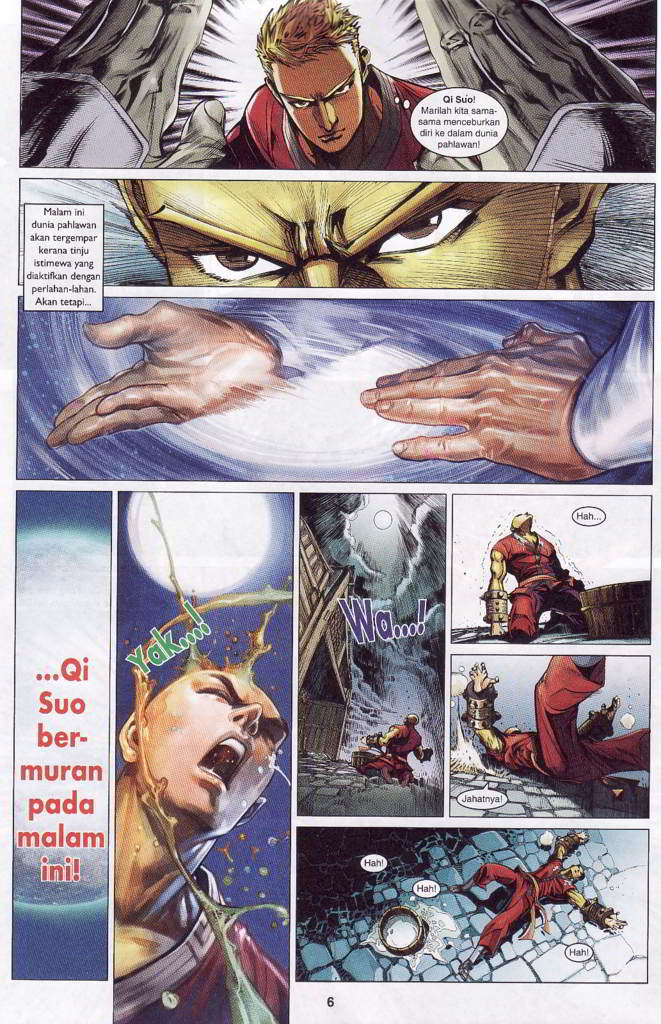 Qi Suo!
Marilah kita sama-
sama menceburkan
diri ke dalam dunia
pahlawan!
Malam ini
dunia pahlawan
akan tergempar
kerana tinju
istimewa yang
diaktifkan dengan
perlahan-lahan.
Akan tetapi...
...Qi
Suo
ber-
muran
pada
malam
ini!
Yak....!
Wa....!
Hah...
Jahatnya!
Hah!
Hah!
Hah!
6